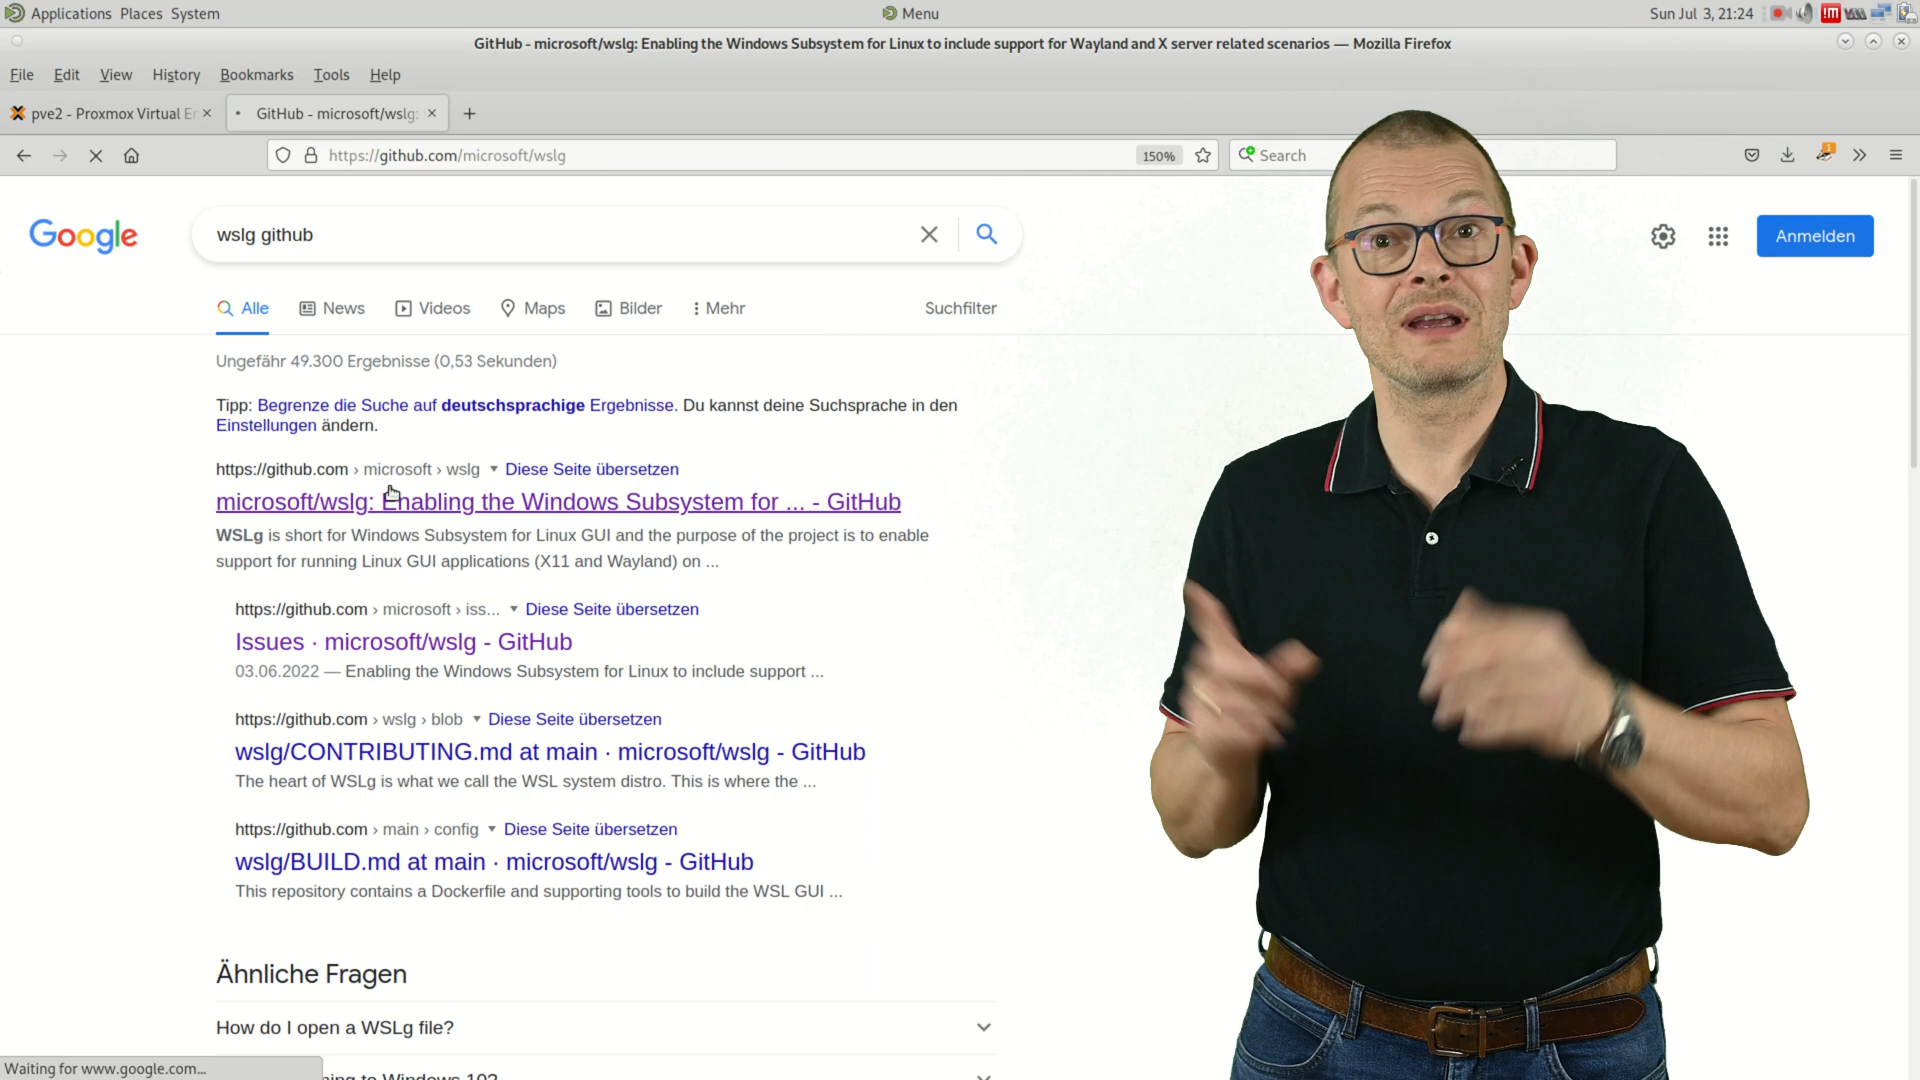 Applications Places System
Menu
Sun Jul 3, 21:24
GitHub - microsoft/wslg: Enabling the Windows Subsystem for Linux to include support for Wayland and X server related scenarios — Mozilla Firefox
File Edit View History Bookmarks Tools Help
pve2 - Proxmox Virtual E
GitHub - microsoft/wslg:
https://github.com/microsoft/wslg
150%
Search
Google
wslg github
Anmelden
Alle News Videos Maps Bilder Mehr Suchfilter
Ungefähr 49.300 Ergebnisse (0,53 Sekunden)
Tipp: Begrenze die Suche auf deutschsprachige Ergebnisse. Du kannst deine Suchsprache in den
Einstellungen ändern.
https://github.com › microsoft › wslg Diese Seite übersetzen
microsoft/wslg: Enabling the Windows Subsystem for ... - GitHub
WSLg is short for Windows Subsystem for Linux GUI and the purpose of the project is to enable
support for running Linux GUI applications (X11 and Wayland) on ...
https://github.com › microsoft › iss... Diese Seite übersetzen
Issues · microsoft/wslg - GitHub
03.06.2022 — Enabling the Windows Subsystem for Linux to include support ...
https://github.com › wslg › blob Diese Seite übersetzen
wslg/CONTRIBUTING.md at main · microsoft/wslg - GitHub
The heart of WSLg is what we call the WSL system distro. This is where the ...
https://github.com › main › config Diese Seite übersetzen
wslg/BUILD.md at main · microsoft/wslg - GitHub
This repository contains a Dockerfile and supporting tools to build the WSL GUI ...
Ähnliche Fragen
How do I open a WSLg file?
Waiting for www.google.com...
to Windows 10?